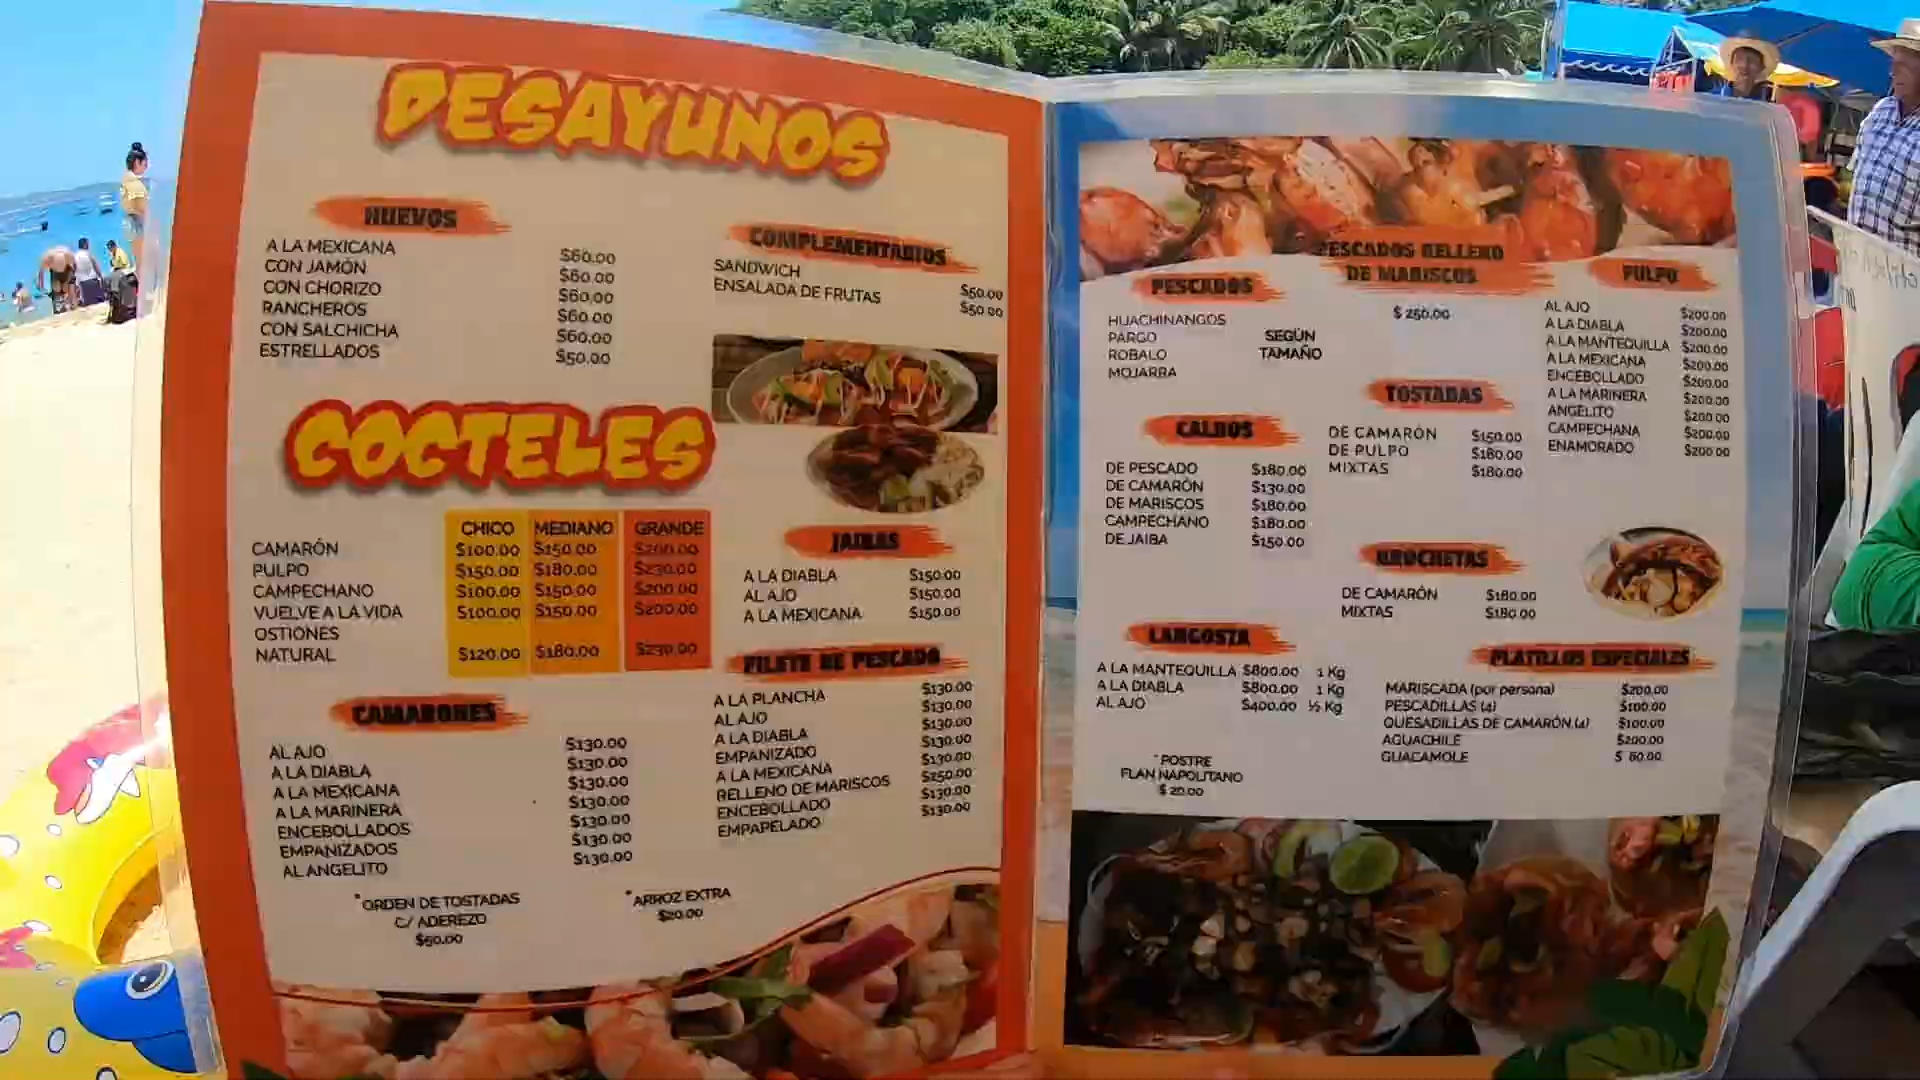 DESAYUNOS
HUEVOS
A LA MEXICANA $60.00
CON JAMÓN $60.00
CON CHORIZO $60.00
RANCHEROS $60.00
CON SALCHICHA $60.00
ESTRELLADOS $50.00
COMPLEMENTARIOS
SANDWICH $50.00
ENSALADA DE FRUTAS $50.00
COCTELES
CHICO MEDIANO GRANDE
CAMARÓN $100.00 $150.00 $200.00
PULPO $150.00 $180.00 $230.00
CAMPECHANO $100.00 $150.00 $200.00
VUELVE A LA VIDA $100.00 $150.00 $200.00
OSTIONES
NATURAL $120.00 $180.00 $230.00
JAIBAS
A LA DIABLA $150.00
AL AJO $150.00
A LA MEXICANA $150.00
CAMARONES
AL AJO $130.00
A LA DIABLA $130.00
A LA MEXICANA $130.00
A LA MARINERA $130.00
ENCEBOLLADOS $130.00
EMPANIZADOS $130.00
AL ANGELITO $130.00
FILETE DE PESCADO
A LA PLANCHA $130.00
AL AJO $130.00
A LA DIABLA $130.00
EMPANIZADO $130.00
A LA MEXICANA $130.00
RELLENO DE MARISCOS $250.00
ENCEBOLLADO $130.00
EMPAPELADO $130.00
*ORDEN DE TOSTADAS
C/ ADEREZO
$50.00
*ARROZ EXTRA
$20.00
PESCADOS
HUACHINANGOS
PARGO
ROBALO
MOJARRA
SEGÚN
TAMAÑO
PESCADOS RELLENO
DE MARISCOS
$ 250.00
PULPO
AL AJO $200.00
A LA DIABLA $200.00
A LA MANTEQUILLA $200.00
A LA MEXICANA $200.00
ENCEBOLLADO $200.00
A LA MARINERA $200.00
ANGELITO $200.00
CAMPECHANA $200.00
ENAMORADO $200.00
TOSTADAS
DE CAMARÓN $150.00
DE PULPO $180.00
MIXTAS $180.00
CALDOS
DE PESCADO $180.00
DE CAMARÓN $130.00
DE MARISCOS $180.00
CAMPECHANO $180.00
DE JAIBA $150.00
BROCHETAS
DE CAMARÓN $180.00
MIXTAS $180.00
LANGOSTA
A LA MANTEQUILLA $800.00 1 Kg
A LA DIABLA $800.00 1 Kg
AL AJO $400.00 ½ Kg
PLATILLOS ESPECIALES
MARISCADA (por persona) $200.00
PESCADILLAS (4) $100.00
QUESADILLAS DE CAMARÓN (4) $100.00
AGUACHILE $200.00
GUACAMOLE $ 80.00
*POSTRE
FLAN NAPOLITANO
$ 20.00